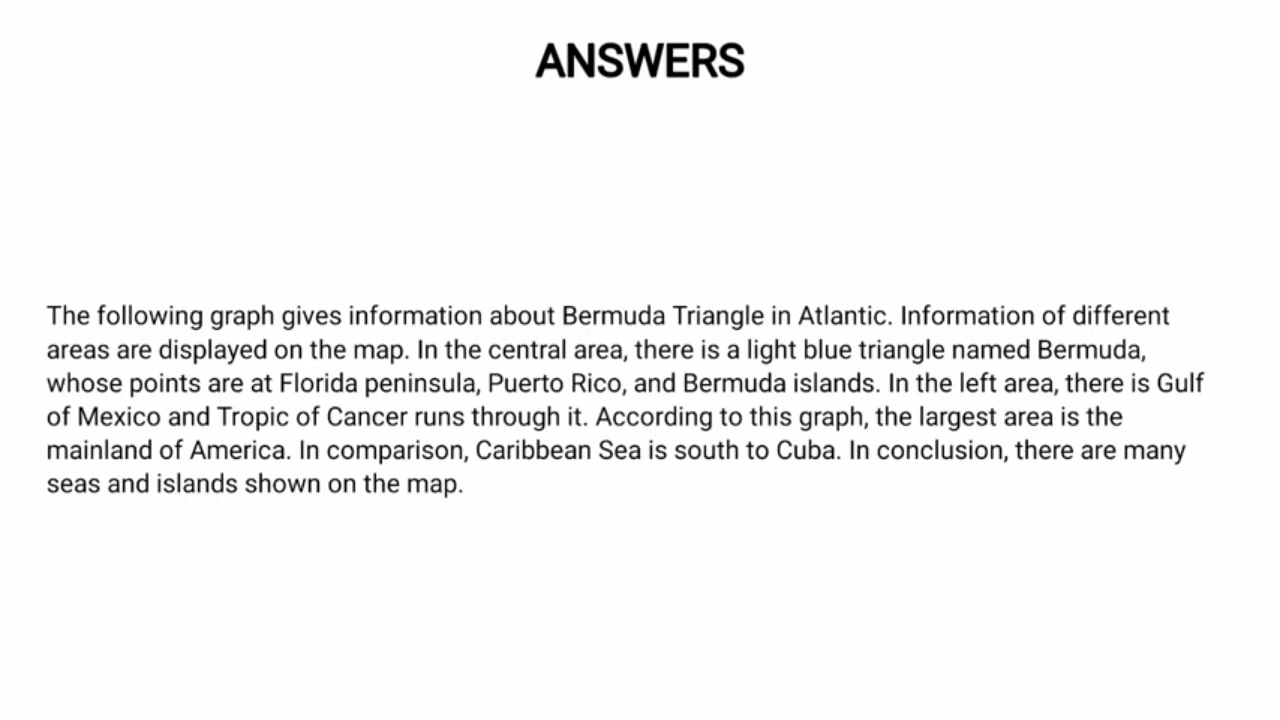 ANSWERS
The following graph gives information about Bermuda Triangle in Atlantic. Information of different
areas are displayed on the map. In the central area, there is a light blue triangle named Bermuda,
whose points are at Florida peninsula, Puerto Rico, and Bermuda islands. In the left area, there is Gulf
of Mexico and Tropic of Cancer runs through it. According to this graph, the largest area is the
mainland of America. In comparison, Caribbean Sea is south to Cuba. In conclusion, there are many
seas and islands shown on the map.